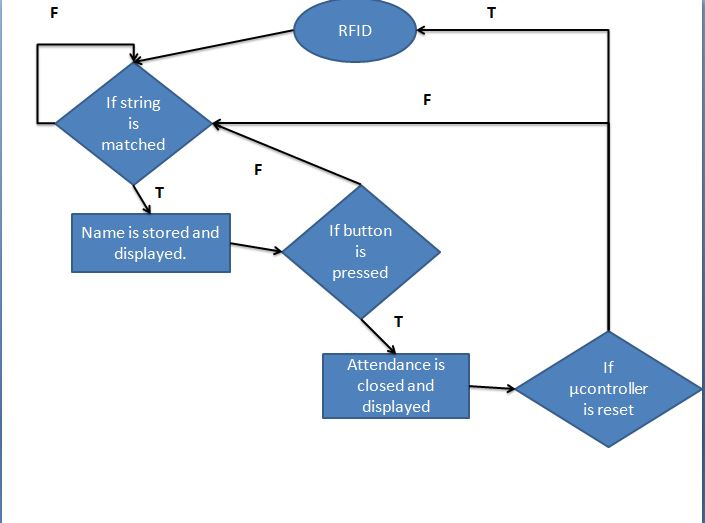 F
RFID
T
If string
is
matched
F
F
T
Name is stored and
displayed.
If button
is
pressed
T
Attendance is
closed and
displayed
If
µcontroller
is reset